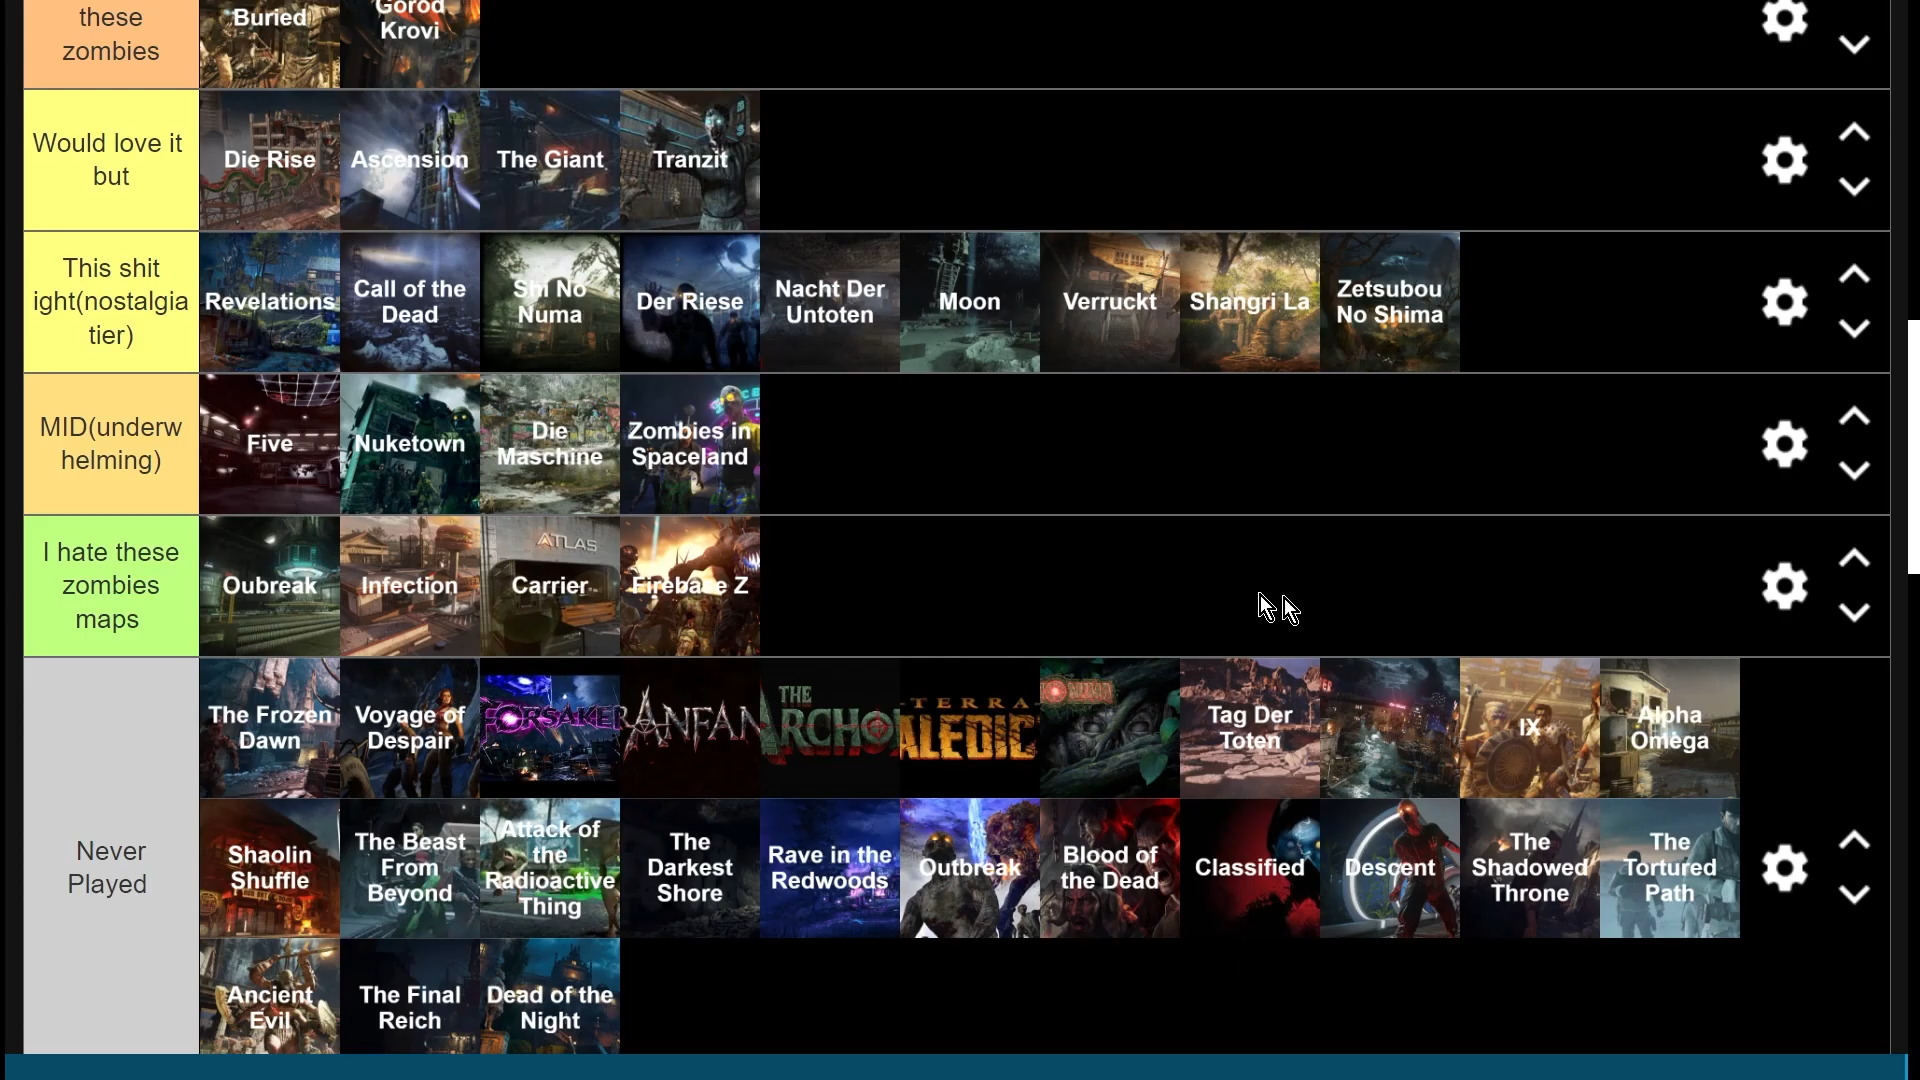 these
zombies
Buried
Gorod
Krovi
Would love it
but
Die Rise
Ascension
The Giant
Tranzit
This shit
ight(nostalgia
tier)
Revelations
Call of the
Dead
Shi No
Numa
Der Riese
Nacht Der
Untoten
Moon
Verruckt
Shangri La
Zetsubou
No Shima
MID(underw
helming)
Five
Nuketown
Die
Maschine
Zombies in
Spaceland
I hate these
zombies
maps
Oubreak
Infection
ATLAS
Carrier
Firebase Z
Never
Played
The Frozen
Dawn
Voyage of
Despair
FORSAKEN
ANFAN
THE
ARCHO
TERRA
ALEDIC
Tag Der
Toten
IX
Alpha
Omega
Shaolin
Shuffle
The Beast
From
Beyond
Attack of
the
Radioactive
Thing
The
Darkest
Shore
Rave in the
Redwoods
Outbreak
Blood of
the Dead
Classified
Descent
The
Shadowed
Throne
The
Tortured
Path
Ancient
Evil
The Final
Reich
Dead of the
Night